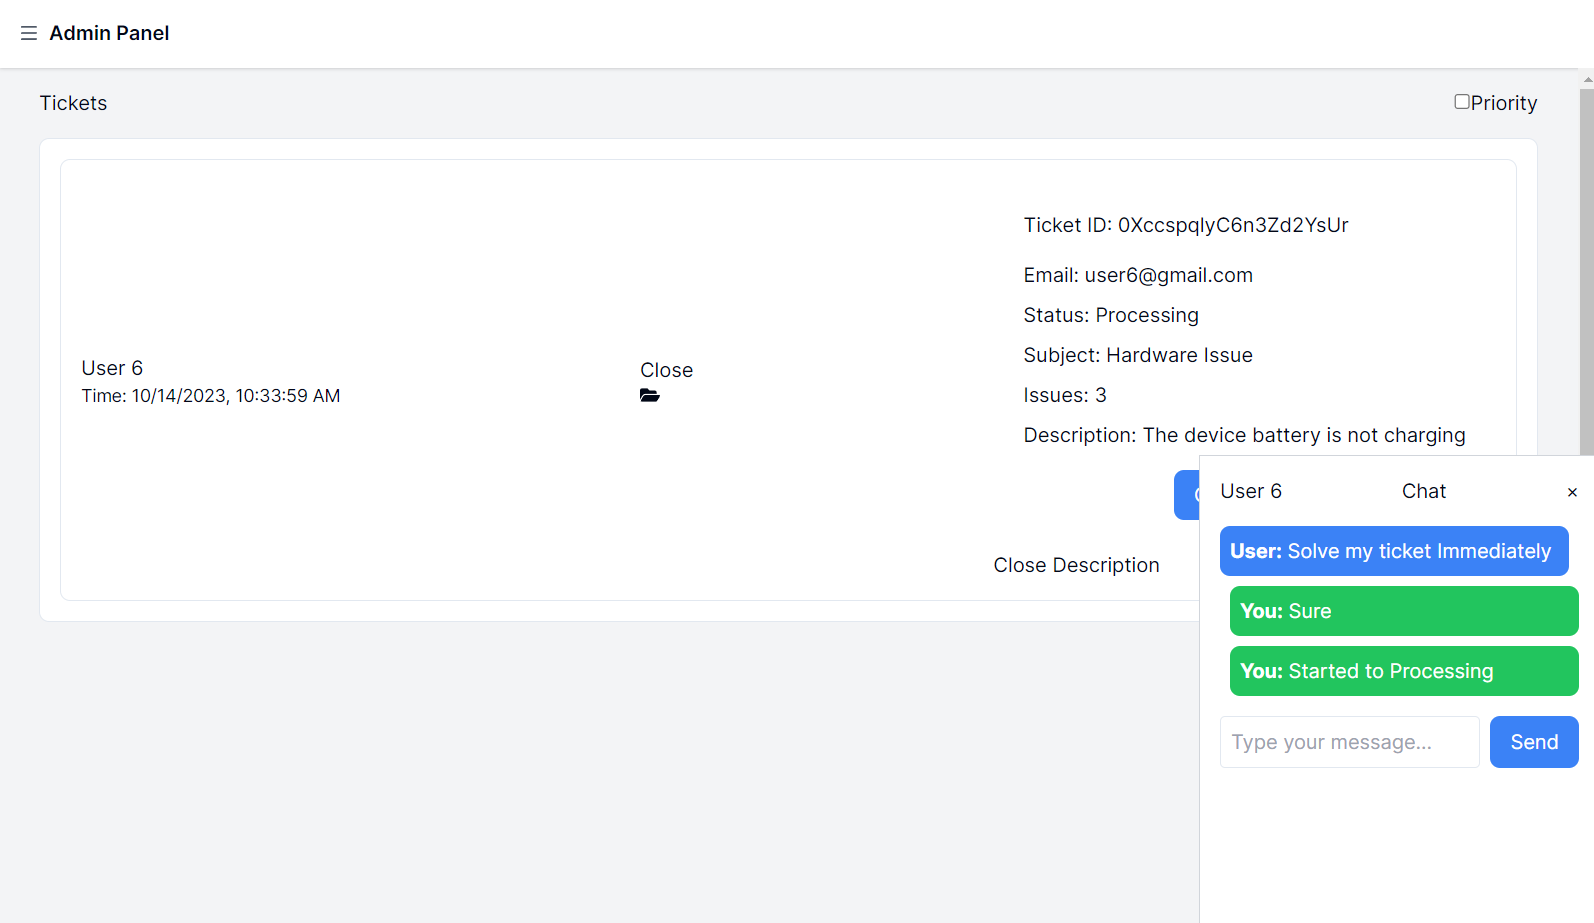 Admin Panel
Tickets
Priority
Ticket ID: 0XccspqlyC6n3Zd2YsUr
Email: user6@gmail.com
Status: Processing
Subject: Hardware Issue
Issues: 3
Description: The device battery is not charging
User 6
Time: 10/14/2023, 10:33:59 AM
Close
Close Description
User 6 Chat ×
User: Solve my ticket Immediately
You: Sure
You: Started to Processing
Type your message...
Send